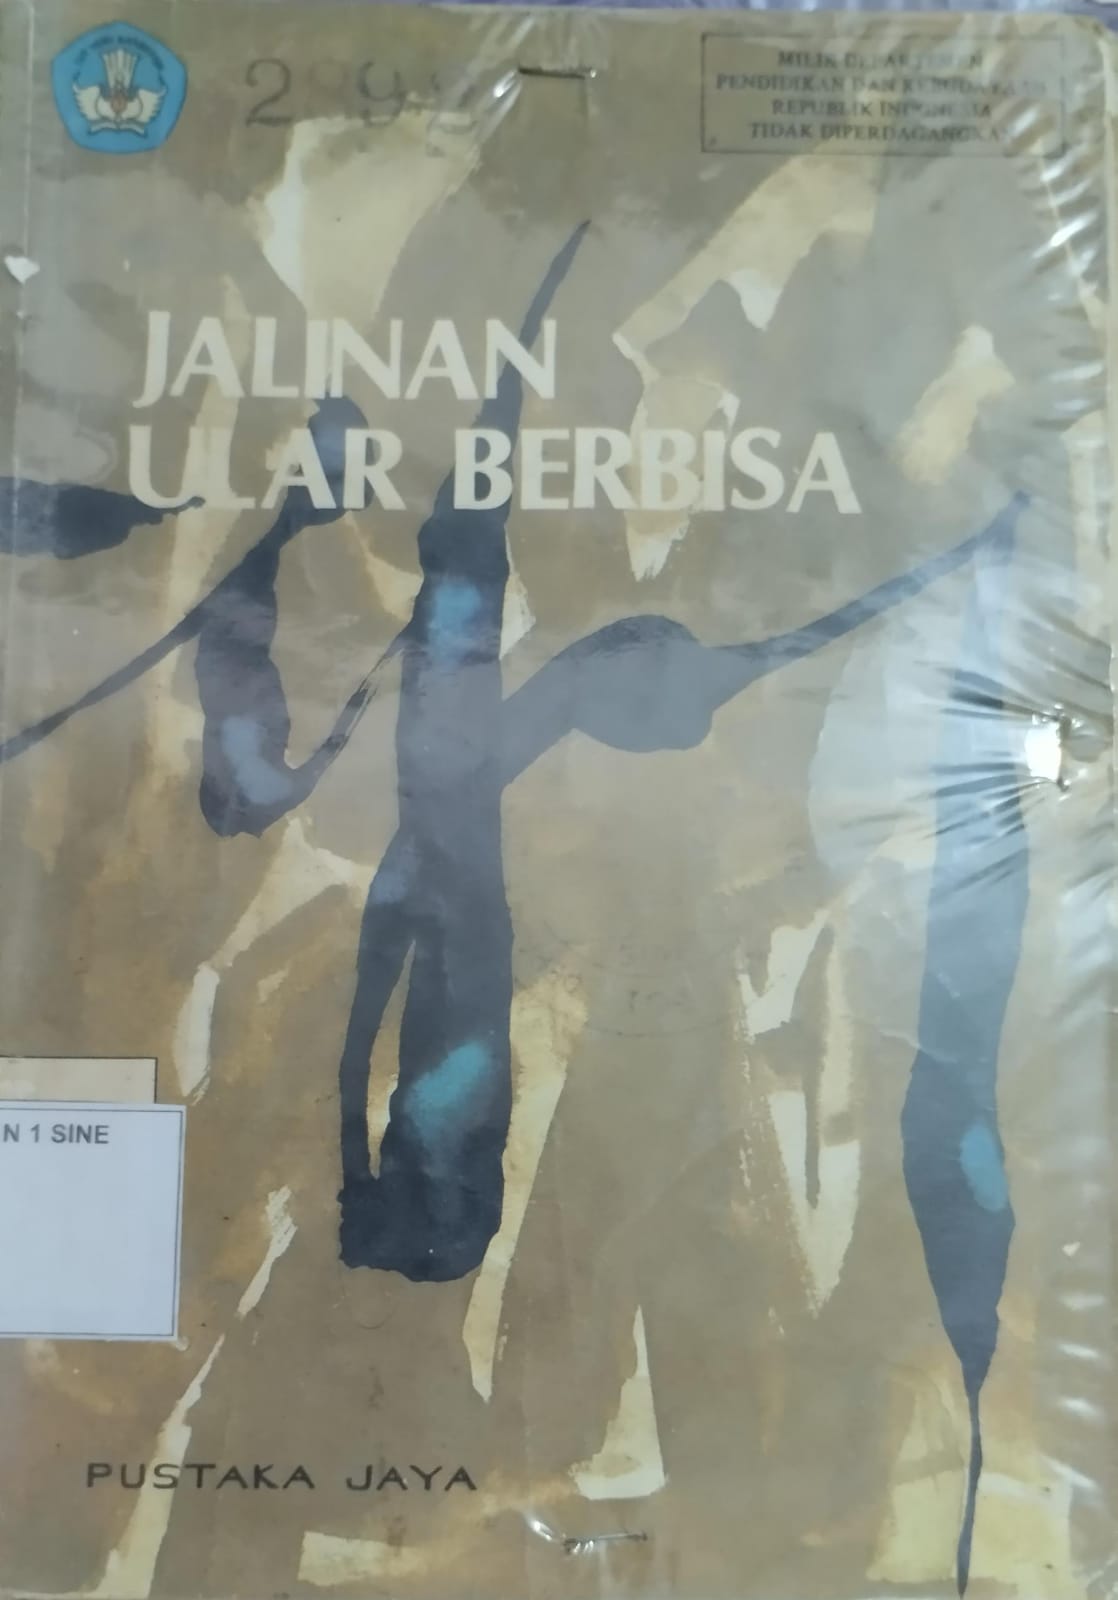 MILIK DEPARTEMEN
PENDIDIKAN DAN KEBUDAYAAN
REPUBLIK INDONESIA
TIDAK DIPERDAGANGKAN
JALINAN
ULAR BERBISA
N 1 SINE
PUSTAKA JAYA